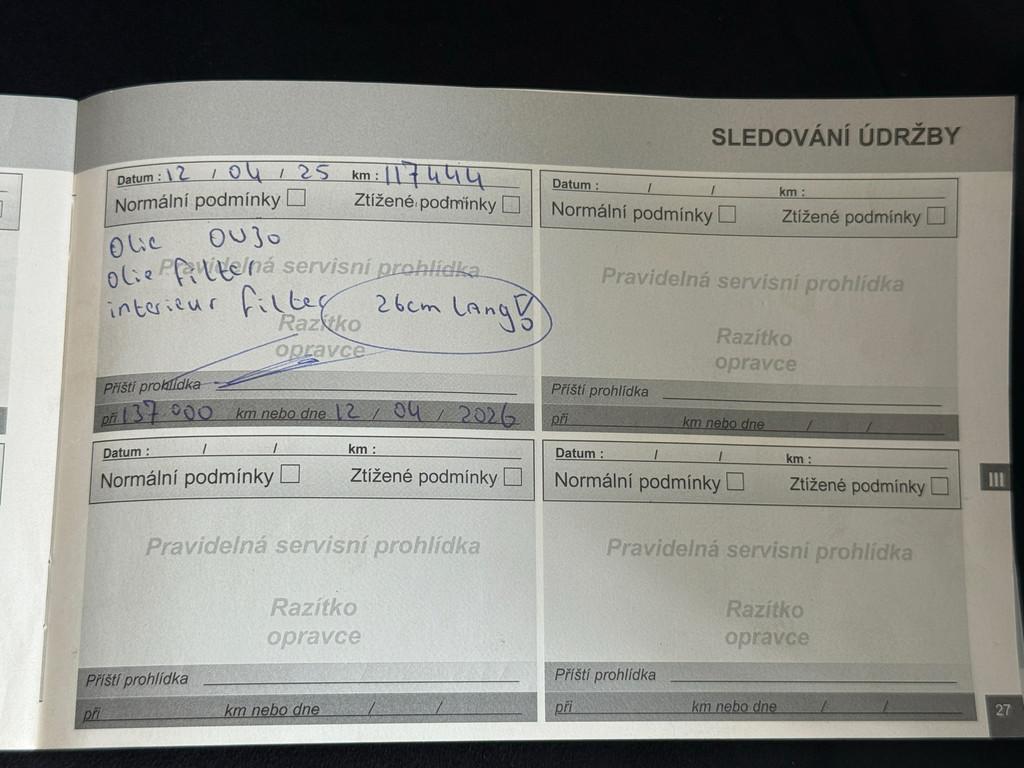 SLEDOVÁNÍ ÚDRŽBY
Datum : 12 / 04 / 25 km : 117444
Normální podmínky Ztížené podmínky
Olie 0W30
Pravidelná servisní prohlídka
olie filter
interieur filter 26cm lang
Razítko
opravce
Příští prohlídka
při 137 000 km nebo dne 12 / 04 / 2026
Datum : / / km :
Normální podmínky Ztížené podmínky
Pravidelná servisní prohlídka
Razítko
opravce
Příští prohlídka
při km nebo dne / /
Datum : / / km :
Normální podmínky Ztížené podmínky
Pravidelná servisní prohlídka
Razítko
opravce
Příští prohlídka
při km nebo dne / /
Datum : / / km :
Normální podmínky Ztížené podmínky
Pravidelná servisní prohlídka
Razítko
opravce
Příští prohlídka
při km nebo dne / /
III
27